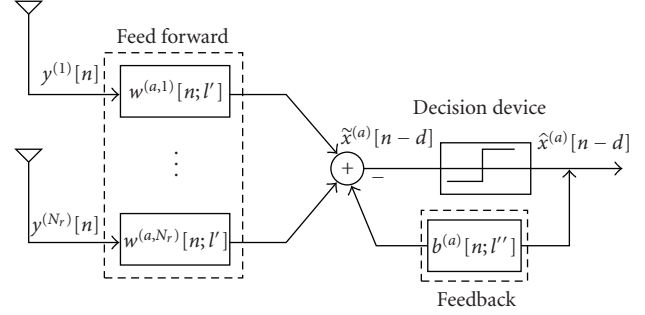 Feed forward
y^{(1)}[n]
w^{(a,1)}[n; l′]
⋮
y^{(N_r)}[n]
w^{(a,N_r)}[n; l′]
+
−
x̃^{(a)}[n − d]
Decision device
x̂^{(a)}[n − d]
b^{(a)}[n; l′′]
Feedback